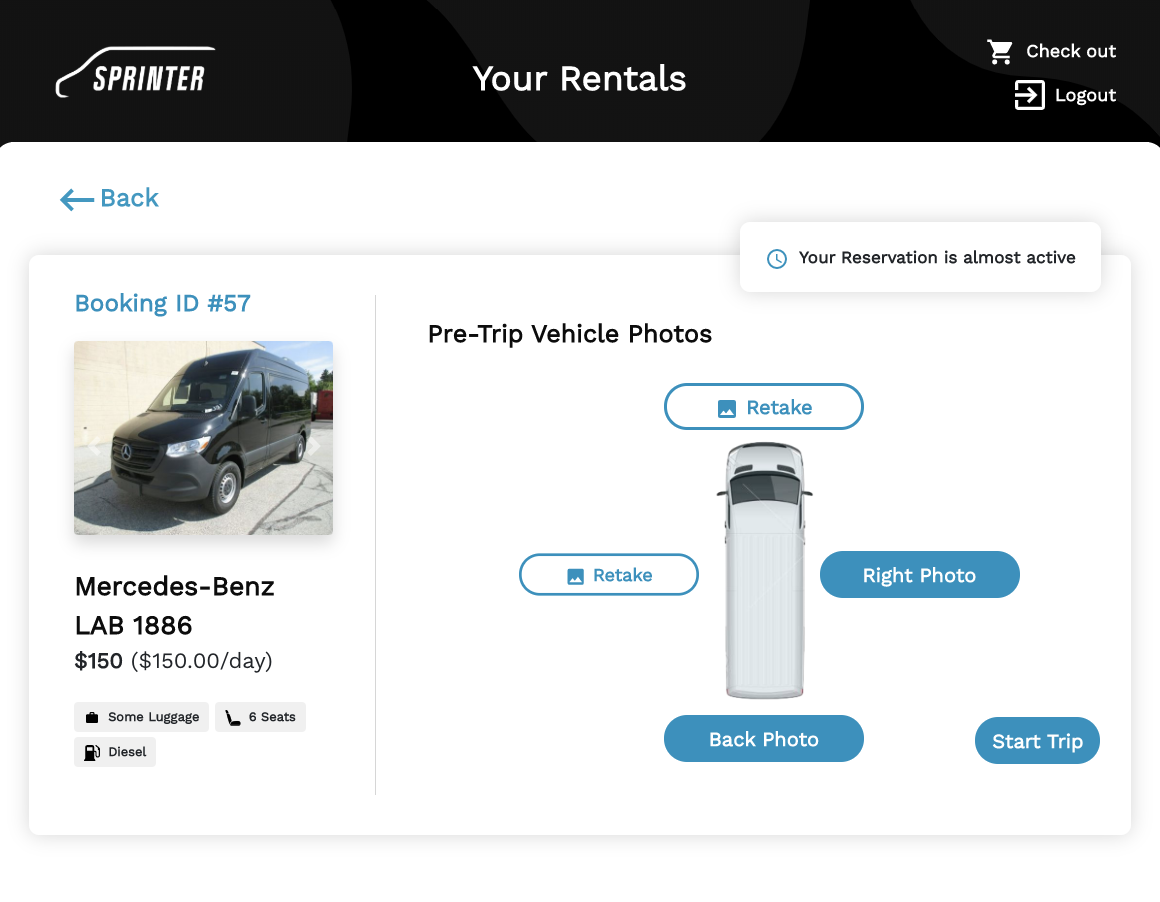 SPRINTER
Your Rentals
Check out
Logout
Back
Your Reservation is almost active
Booking ID #57
Pre-Trip Vehicle Photos
Retake
Retake
Right Photo
Mercedes-Benz
LAB 1886
$150 ($150.00/day)
Some Luggage
6 Seats
Diesel
Back Photo
Start Trip